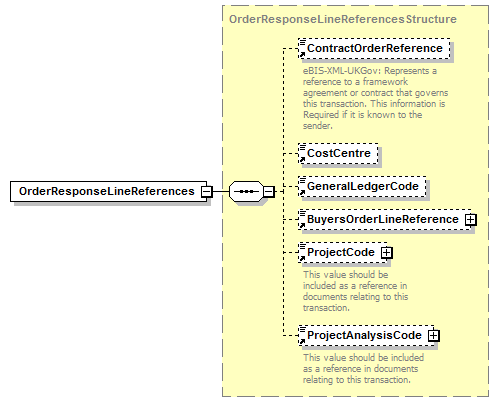 OrderResponseLineReferencesStructure
ContractOrderReference
eBIS-XML-UKGov: Represents a
reference to a framework
agreement or contract that governs
this transaction. This information is
Required if it is known to the
sender.
CostCentre
OrderResponseLineReferences
GeneralLedgerCode
BuyersOrderLineReference
ProjectCode
This value should be
included as a reference in
documents relating to this
transaction.
ProjectAnalysisCode
This value should be included
as a reference in documents
relating to this transaction.